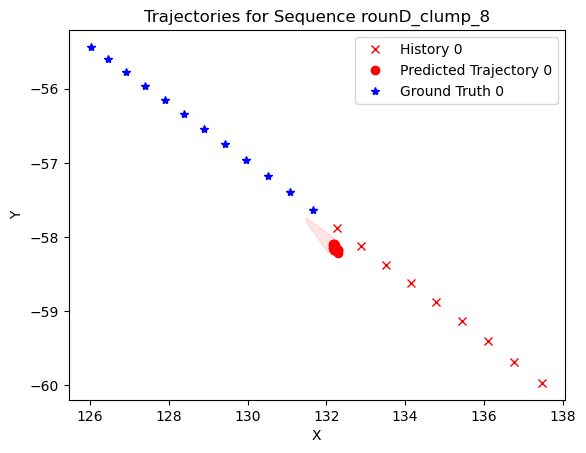 Trajectories for Sequence rounD_clump_8
History 0
Predicted Trajectory 0
Ground Truth 0
Y
−56
−57
−58
−59
−60
126
128
130
132
134
136
138
X